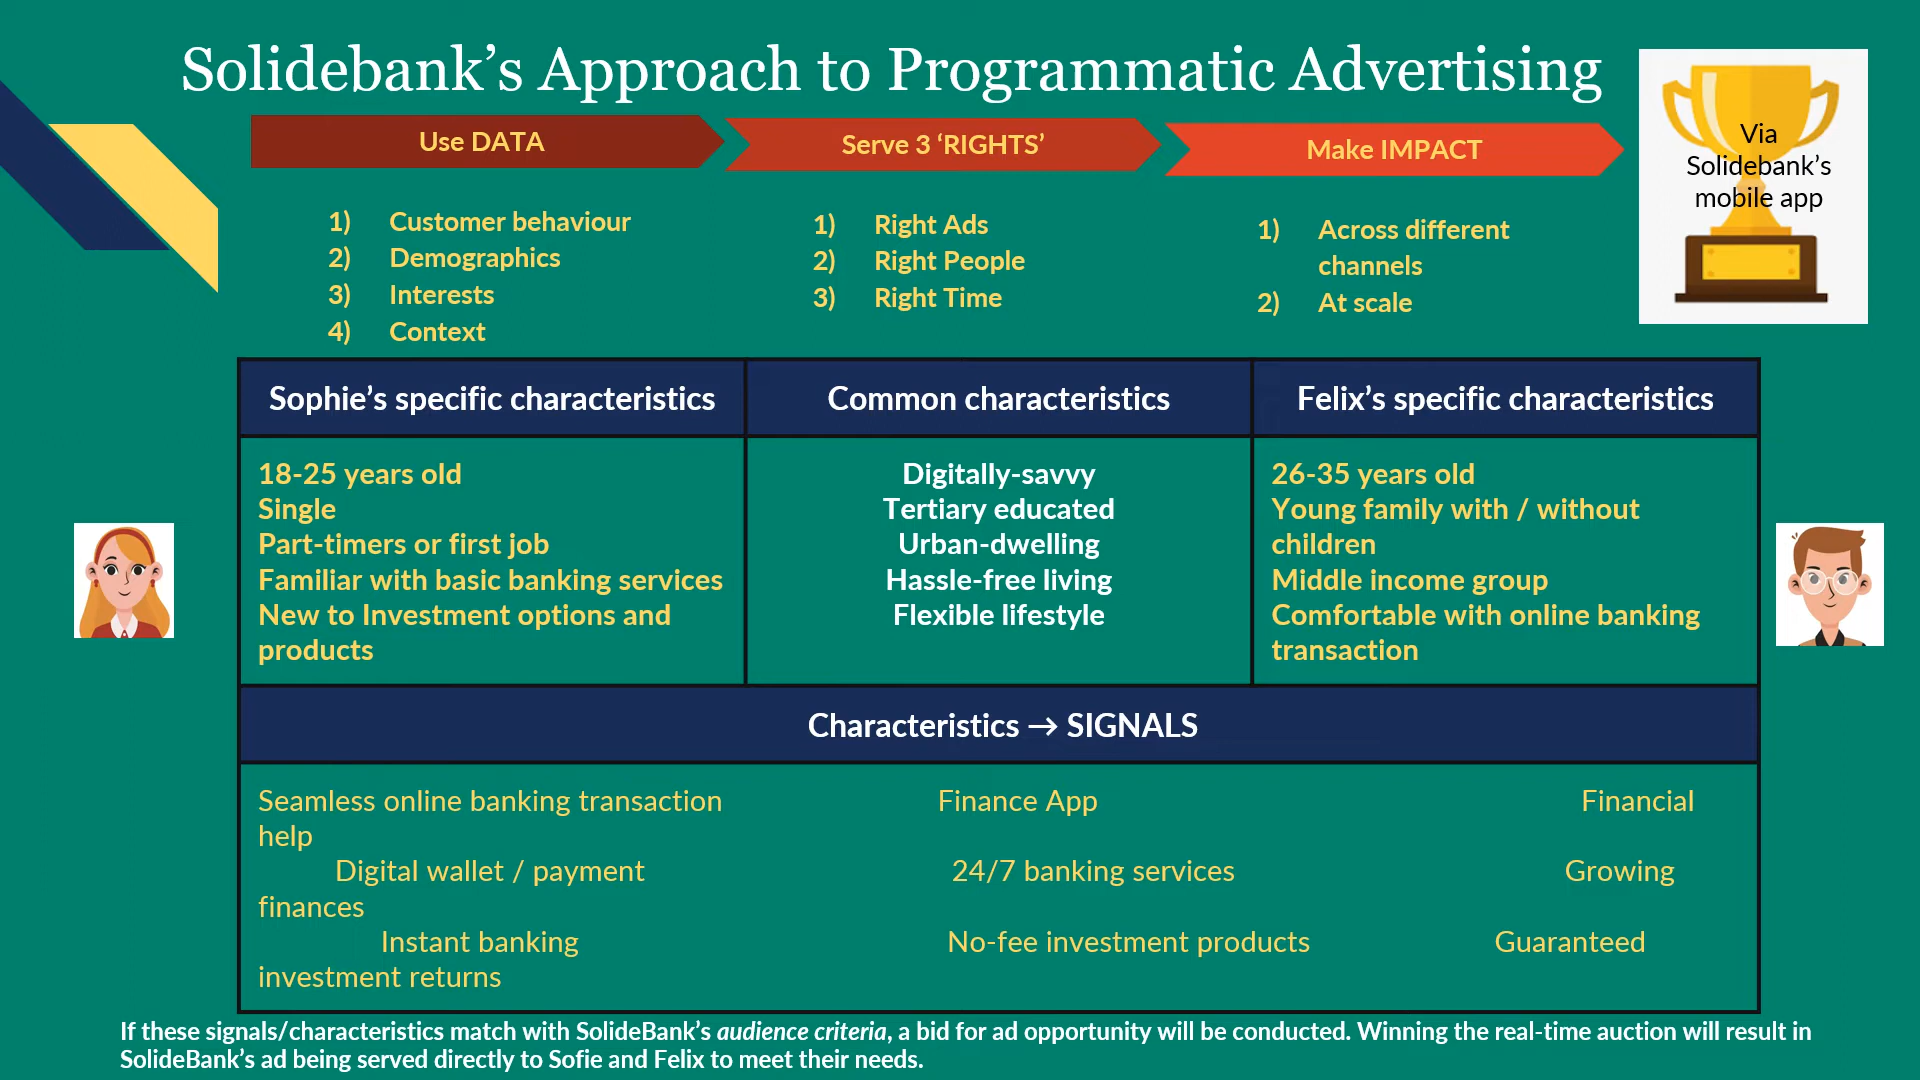 Solidebank’s Approach to Programmatic Advertising
Use DATA
Serve 3 ‘RIGHTS’
Make IMPACT
Via
Solidebank’s
mobile app
1) Customer behaviour
2) Demographics
3) Interests
4) Context
1) Right Ads
2) Right People
3) Right Time
1) Across different
channels
2) At scale
Sophie’s specific characteristics
Common characteristics
Felix’s specific characteristics
18-25 years old
Single
Part-timers or first job
Familiar with basic banking services
New to Investment options and
products
Digitally-savvy
Tertiary educated
Urban-dwelling
Hassle-free living
Flexible lifestyle
26-35 years old
Young family with / without
children
Middle income group
Comfortable with online banking
transaction
Characteristics → SIGNALS
Seamless online banking transaction Finance App Financial
help
Digital wallet / payment 24/7 banking services Growing
finances
Instant banking No-fee investment products Guaranteed
investment returns
If these signals/characteristics match with SolideBank’s audience criteria, a bid for ad opportunity will be conducted. Winning the real-time auction will result in
SolideBank’s ad being served directly to Sofie and Felix to meet their needs.